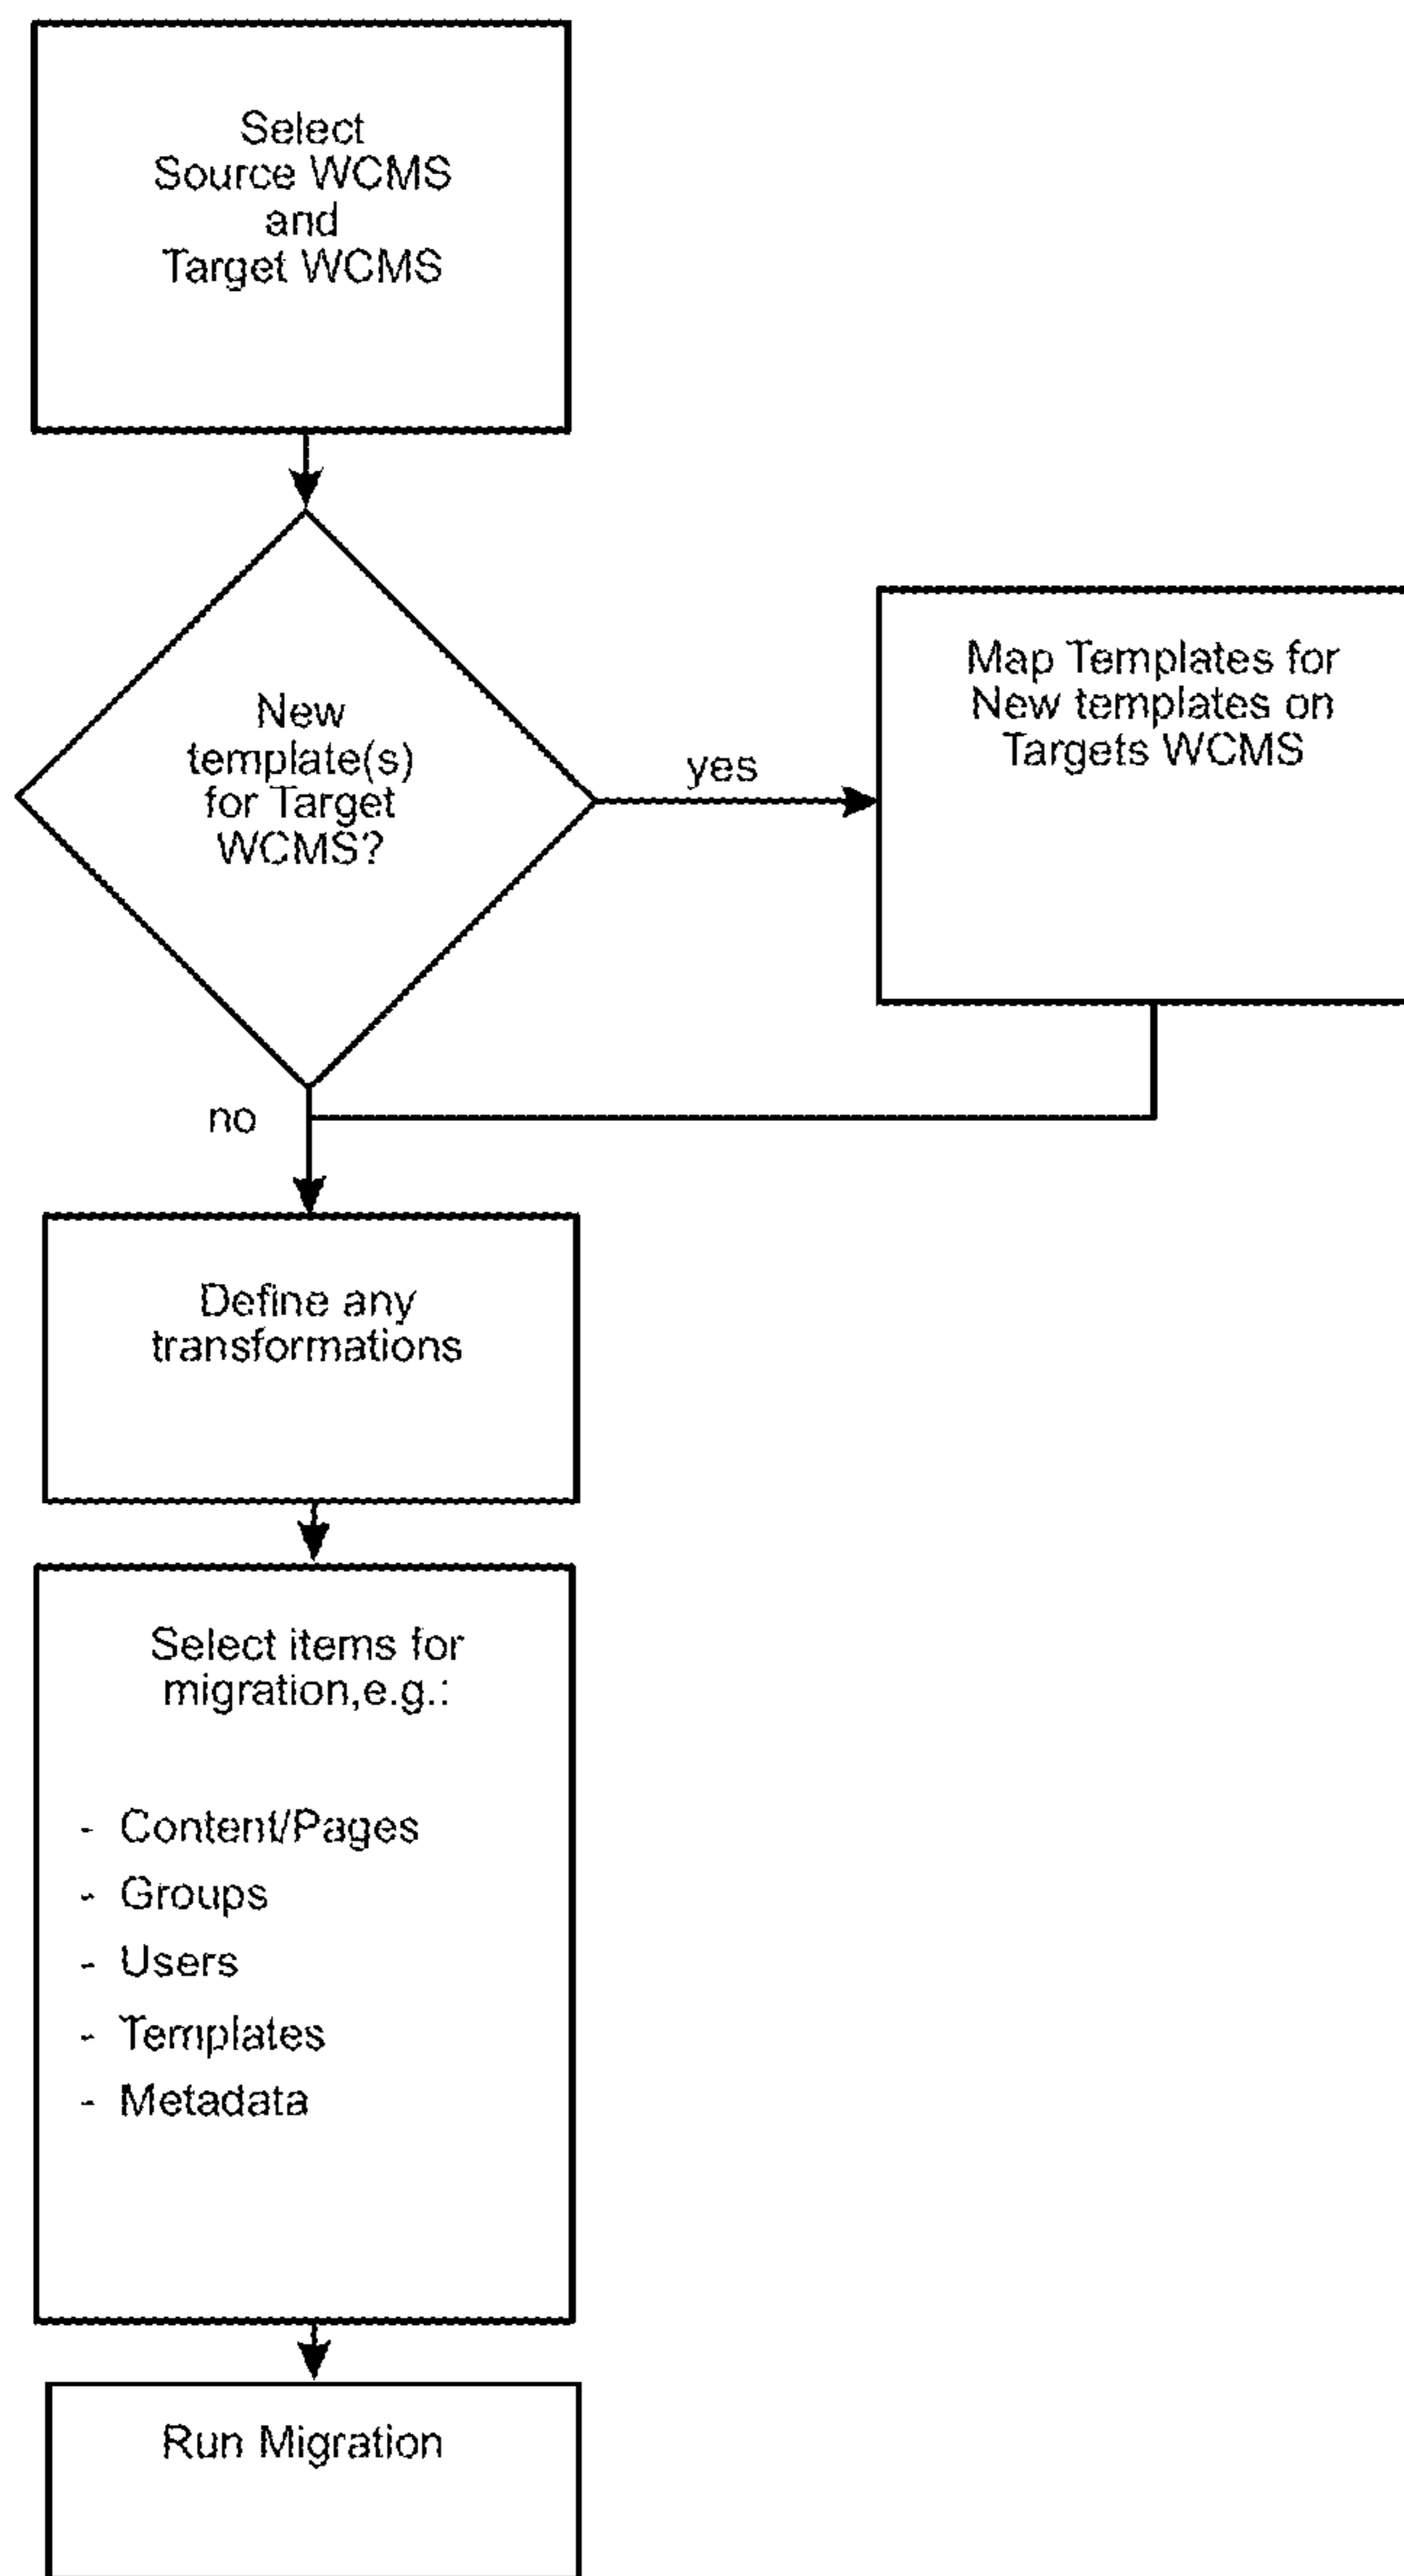 Select
Source WCMS
and
Target WCMS
New
template(s)
for Target
WCMS?
yes
Map Templates for
New templates on
Targets WCMS
no
Define any
transformations
Select items for
migration,e.g.:
- Content/Pages
- Groups
- Users
- Templates
- Metadata
Run Migration